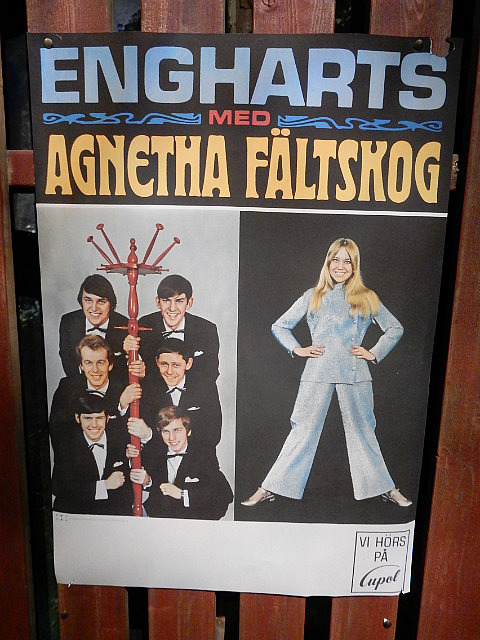 ENGHARTS
MED
AGNETHA FÄLTSKOG
VI HÖRS
PÅ
Cupol